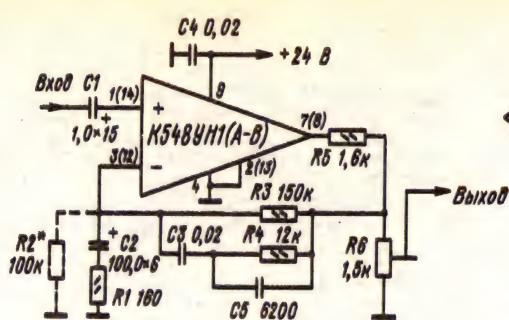 C4 0,02
+24 В
Вход
C1
1(14)
9
+
1,0×15
+
К548УН1(А-В)
7(8)
3(12)
−
4
2(13)
R5 1,6к
Выход
R3 150к
R2*
100к
+
C2
100,0×6
C3 0,02
R4 12к
R6
1,5к
R1 160
C5 6200